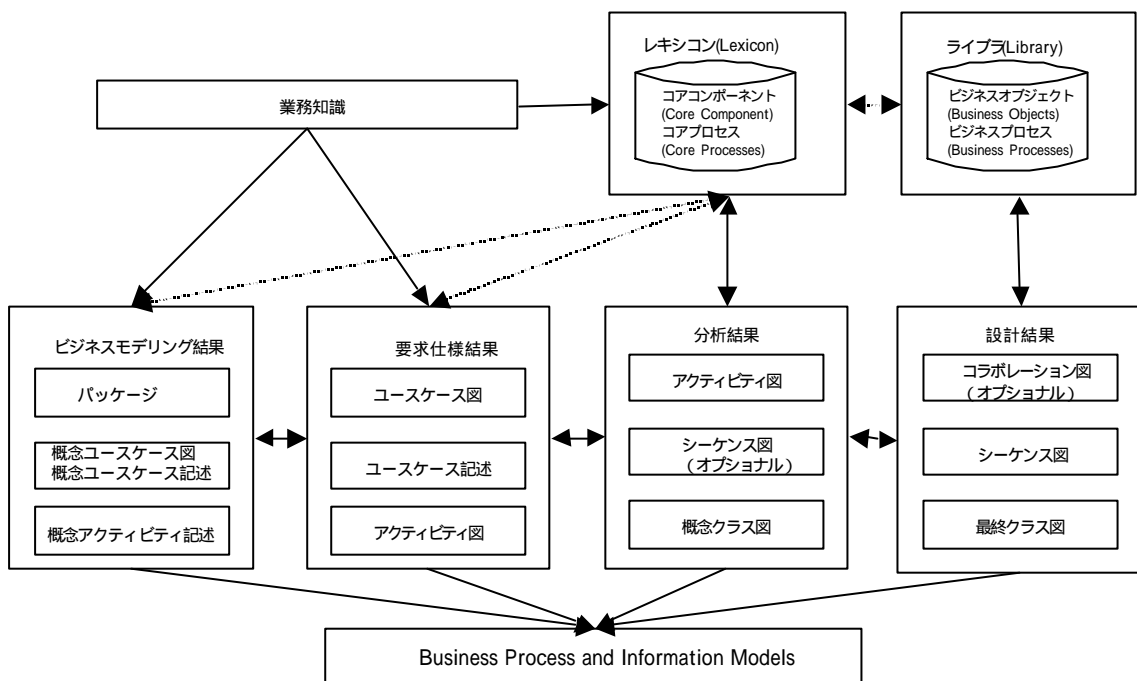 レキシコン(Lexicon)
コアコンポーネント
(Core Component)
コアプロセス
(Core Processes)
ライブラ(Library)
ビジネスオブジェクト
(Business Objects)
ビジネスプロセス
(Business Processes)
業務知識
ビジネスモデリング結果
パッケージ
概念ユースケース図
概念ユースケース記述
概念アクティビティ記述
要求仕様結果
ユースケース図
ユースケース記述
アクティビティ図
分析結果
アクティビティ図
シーケンス図
(オプショナル)
概念クラス図
設計結果
コラボレーション図
(オプショナル)
シーケンス図
最終クラス図
Business Process and Information Models